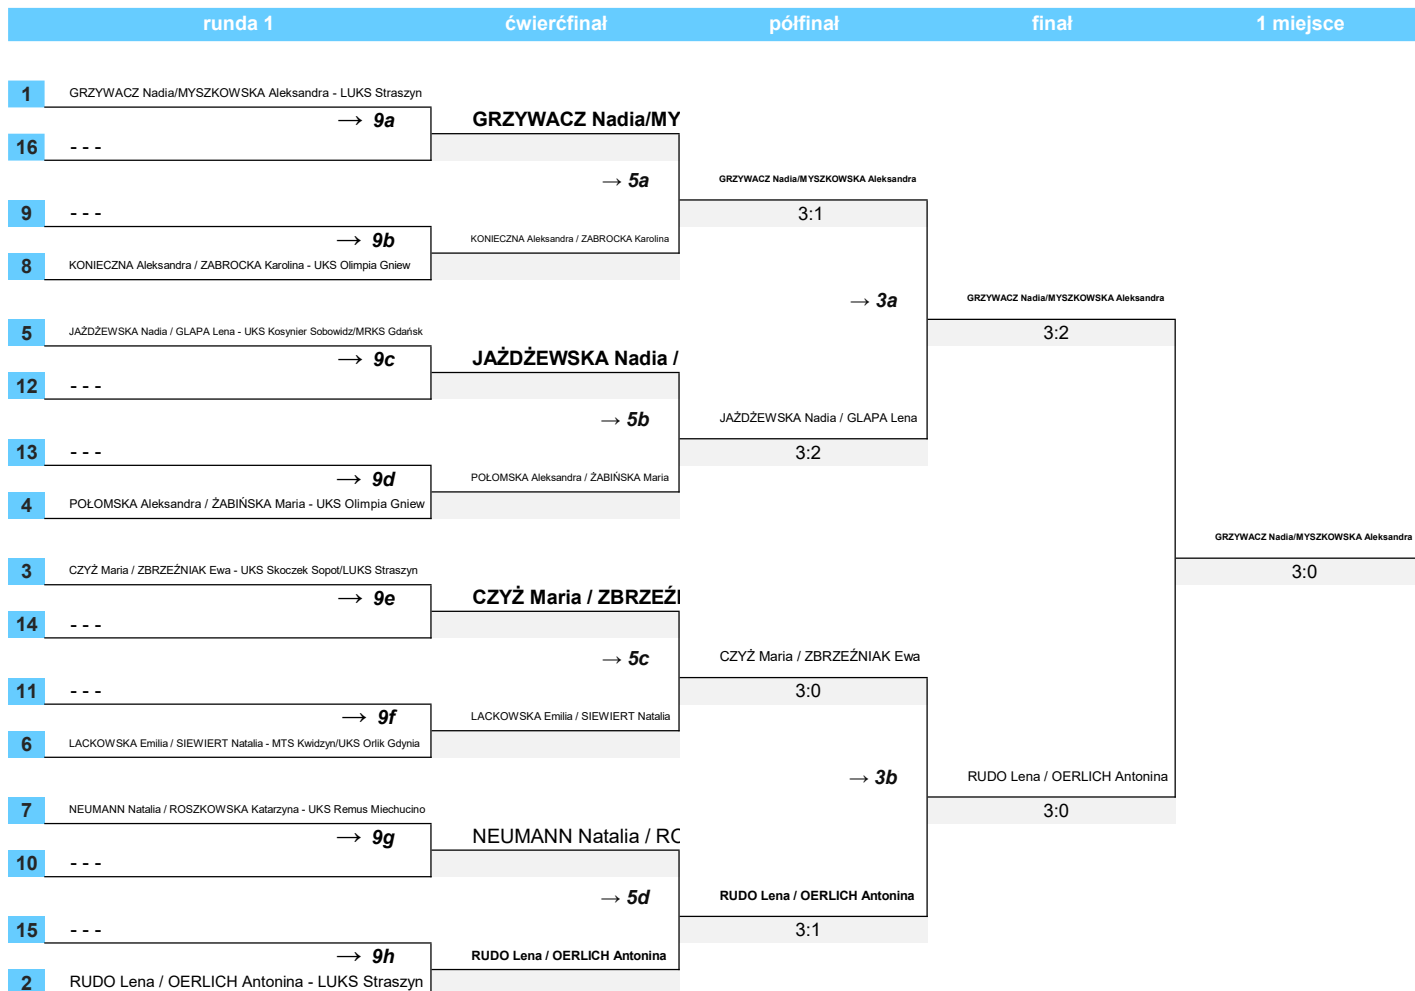 runda 1 ćwierćfinał półfinał finał 1 miejsce
1 GRZYWACZ Nadia/MYSZKOWSKA Aleksandra - LUKS Straszyn
→ 9a GRZYWACZ Nadia/MY
16 - - -
→ 5a GRZYWACZ Nadia/MYSZKOWSKA Aleksandra
9 - - - 3:1
→ 9b KONIECZNA Aleksandra / ZABROCKA Karolina
8 KONIECZNA Aleksandra / ZABROCKA Karolina - UKS Olimpia Gniew
→ 3a GRZYWACZ Nadia/MYSZKOWSKA Aleksandra
5 JAŻDŻEWSKA Nadia / GLAPA Lena - UKS Kosynier Sobowidz/MRKS Gdańsk 3:2
→ 9c JAŻDŻEWSKA Nadia /
12 - - -
→ 5b JAŻDŻEWSKA Nadia / GLAPA Lena
13 - - - 3:2
→ 9d POŁOMSKA Aleksandra / ŻABIŃSKA Maria
4 POŁOMSKA Aleksandra / ŻABIŃSKA Maria - UKS Olimpia Gniew
GRZYWACZ Nadia/MYSZKOWSKA Aleksandra
3 CZYŻ Maria / ZBRZEŹNIAK Ewa - UKS Skoczek Sopot/LUKS Straszyn 3:0
→ 9e CZYŻ Maria / ZBRZEŹI
14 - - -
→ 5c CZYŻ Maria / ZBRZEŹNIAK Ewa
11 - - - 3:0
→ 9f LACKOWSKA Emilia / SIEWIERT Natalia
6 LACKOWSKA Emilia / SIEWIERT Natalia - MTS Kwidzyn/UKS Orlik Gdynia
→ 3b RUDO Lena / OERLICH Antonina
7 NEUMANN Natalia / ROSZKOWSKA Katarzyna - UKS Remus Miechucino 3:0
→ 9g NEUMANN Natalia / RO
10 - - -
→ 5d RUDO Lena / OERLICH Antonina
15 - - - 3:1
→ 9h RUDO Lena / OERLICH Antonina
2 RUDO Lena / OERLICH Antonina - LUKS Straszyn